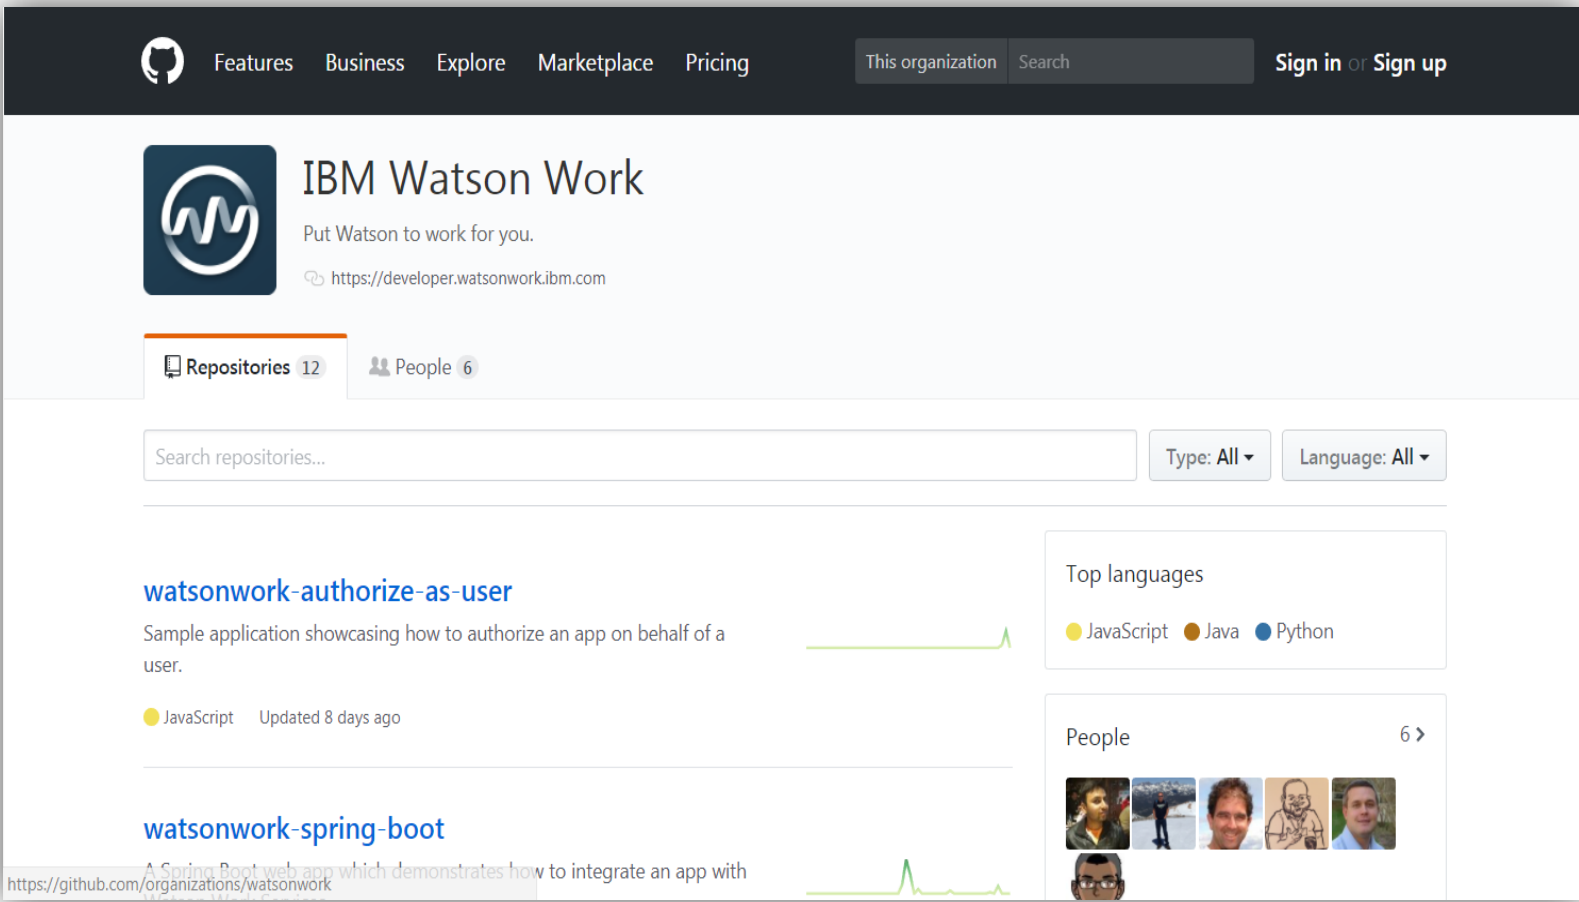 Features Business Explore Marketplace Pricing This organization Search Sign in or Sign up
IBM Watson Work
Put Watson to work for you.
https://developer.watsonwork.ibm.com
Repositories 12 People 6
Search repositories... Type: All Language: All
watsonwork-authorize-as-user
Sample application showcasing how to authorize an app on behalf of a
user.
JavaScript Updated 8 days ago
watsonwork-spring-boot
A Spring Boot web app which demonstrates how to integrate an app with
Watson Work Services
https://github.com/organizations/watsonwork
Top languages
JavaScript Java Python
People 6